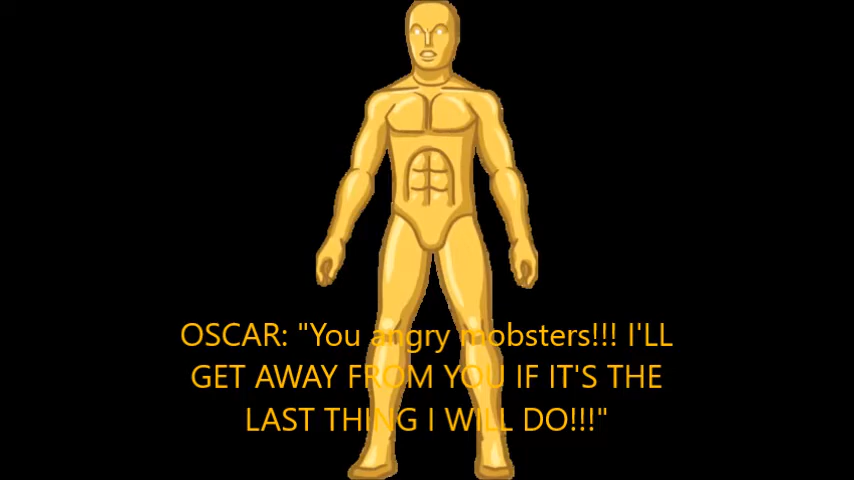 OSCAR: "You angry mobsters!!! I'LL
GET AWAY FROM YOU IF IT'S THE
LAST THING I WILL DO!!!"